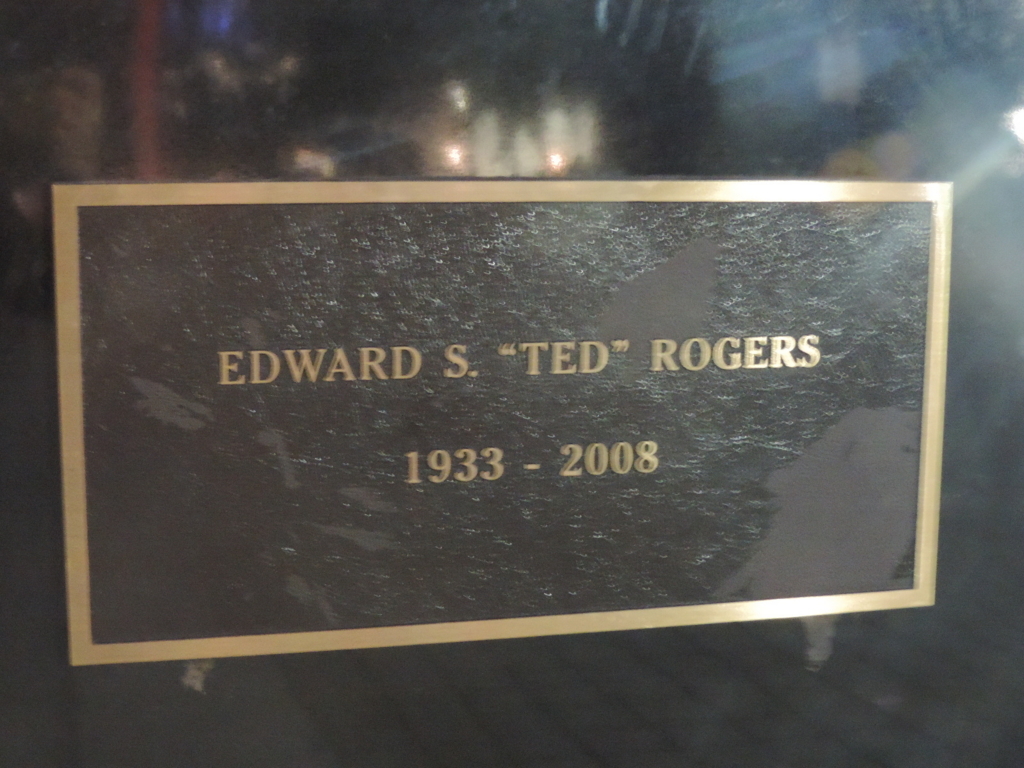 EDWARD S. “TED” ROGERS
1933 - 2008